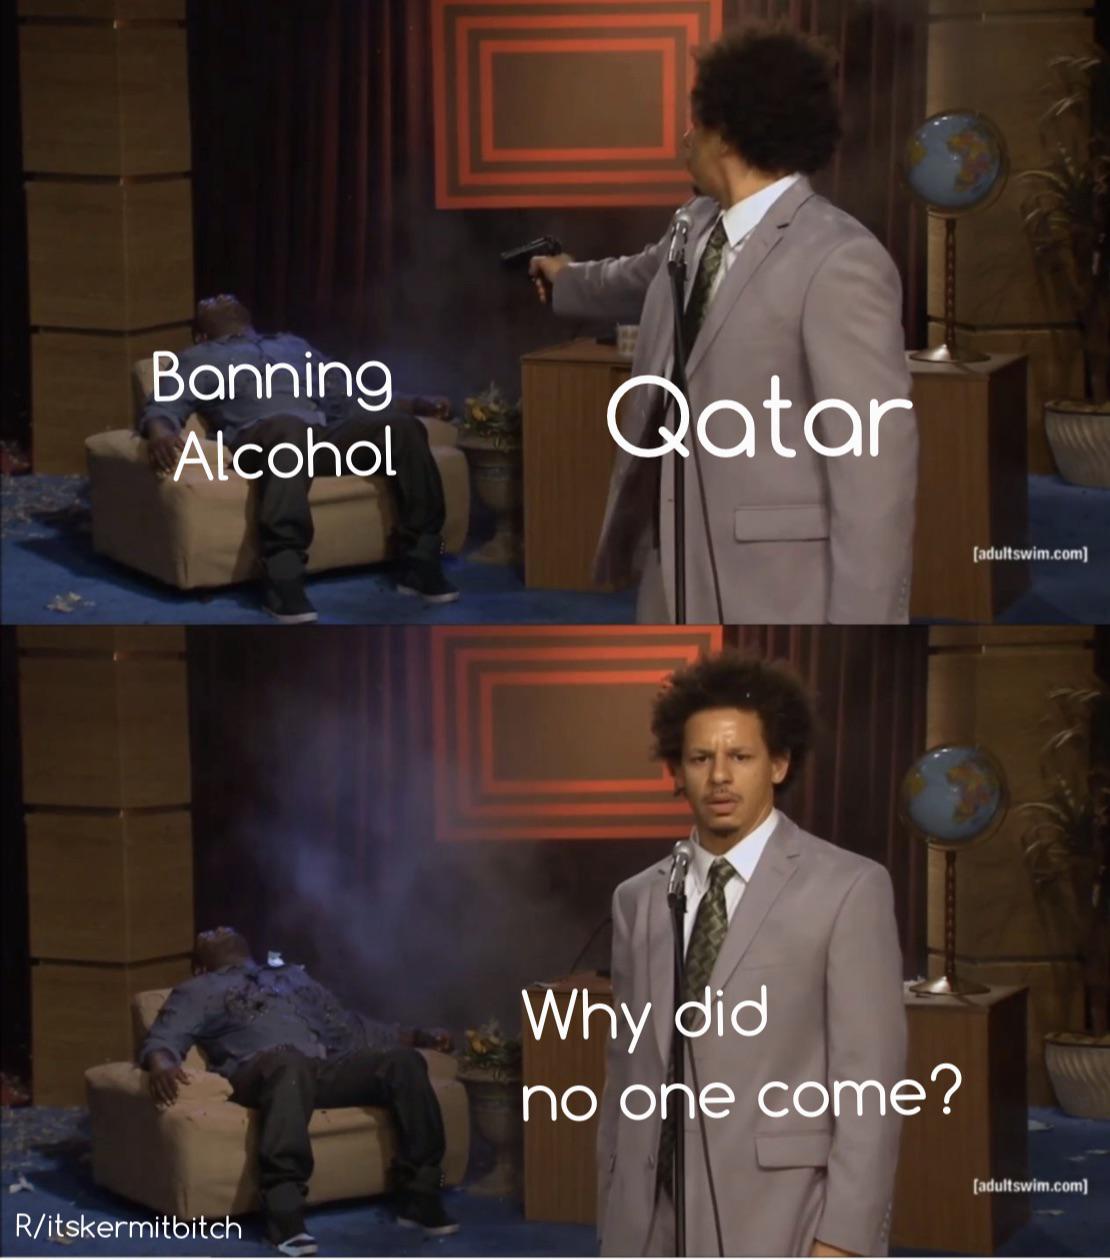 Banning
Alcohol
Qatar
[adultswim.com]
Why did
no one come?
[adultswim.com]
R/itskermitbitch